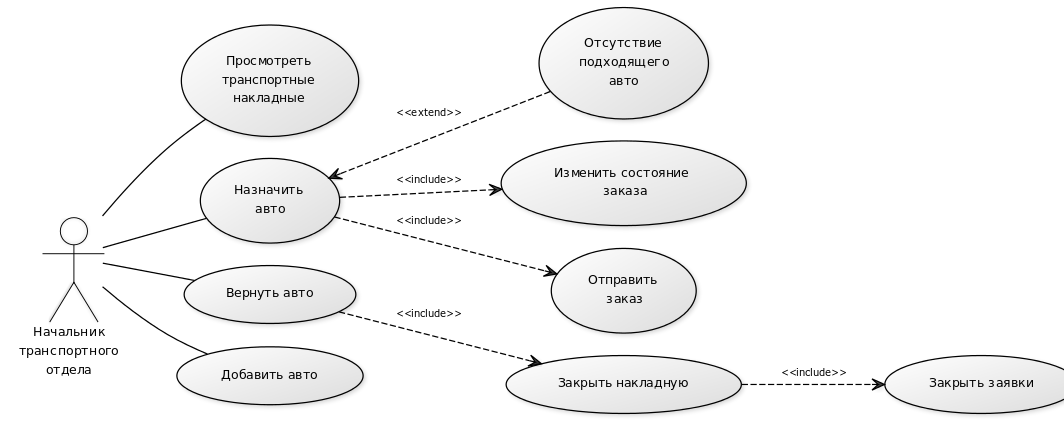 Просмотреть
транспортные
накладные
Отсутствие
подходящего
авто
<<extend>>
Назначить
авто
<<include>>
Изменить состояние
заказа
<<include>>
Отправить
заказ
Начальник
транспортного
отдела
Вернуть авто
<<include>>
Добавить авто
Закрыть накладную
<<include>>
Закрыть заявки